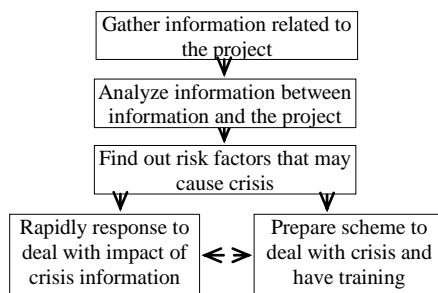 Gather information related to
the project
Analyze information between
information and the project
Find out risk factors that may
cause crisis
Rapidly response to
deal with impact of
crisis information
Prepare scheme to
deal with crisis and
have training